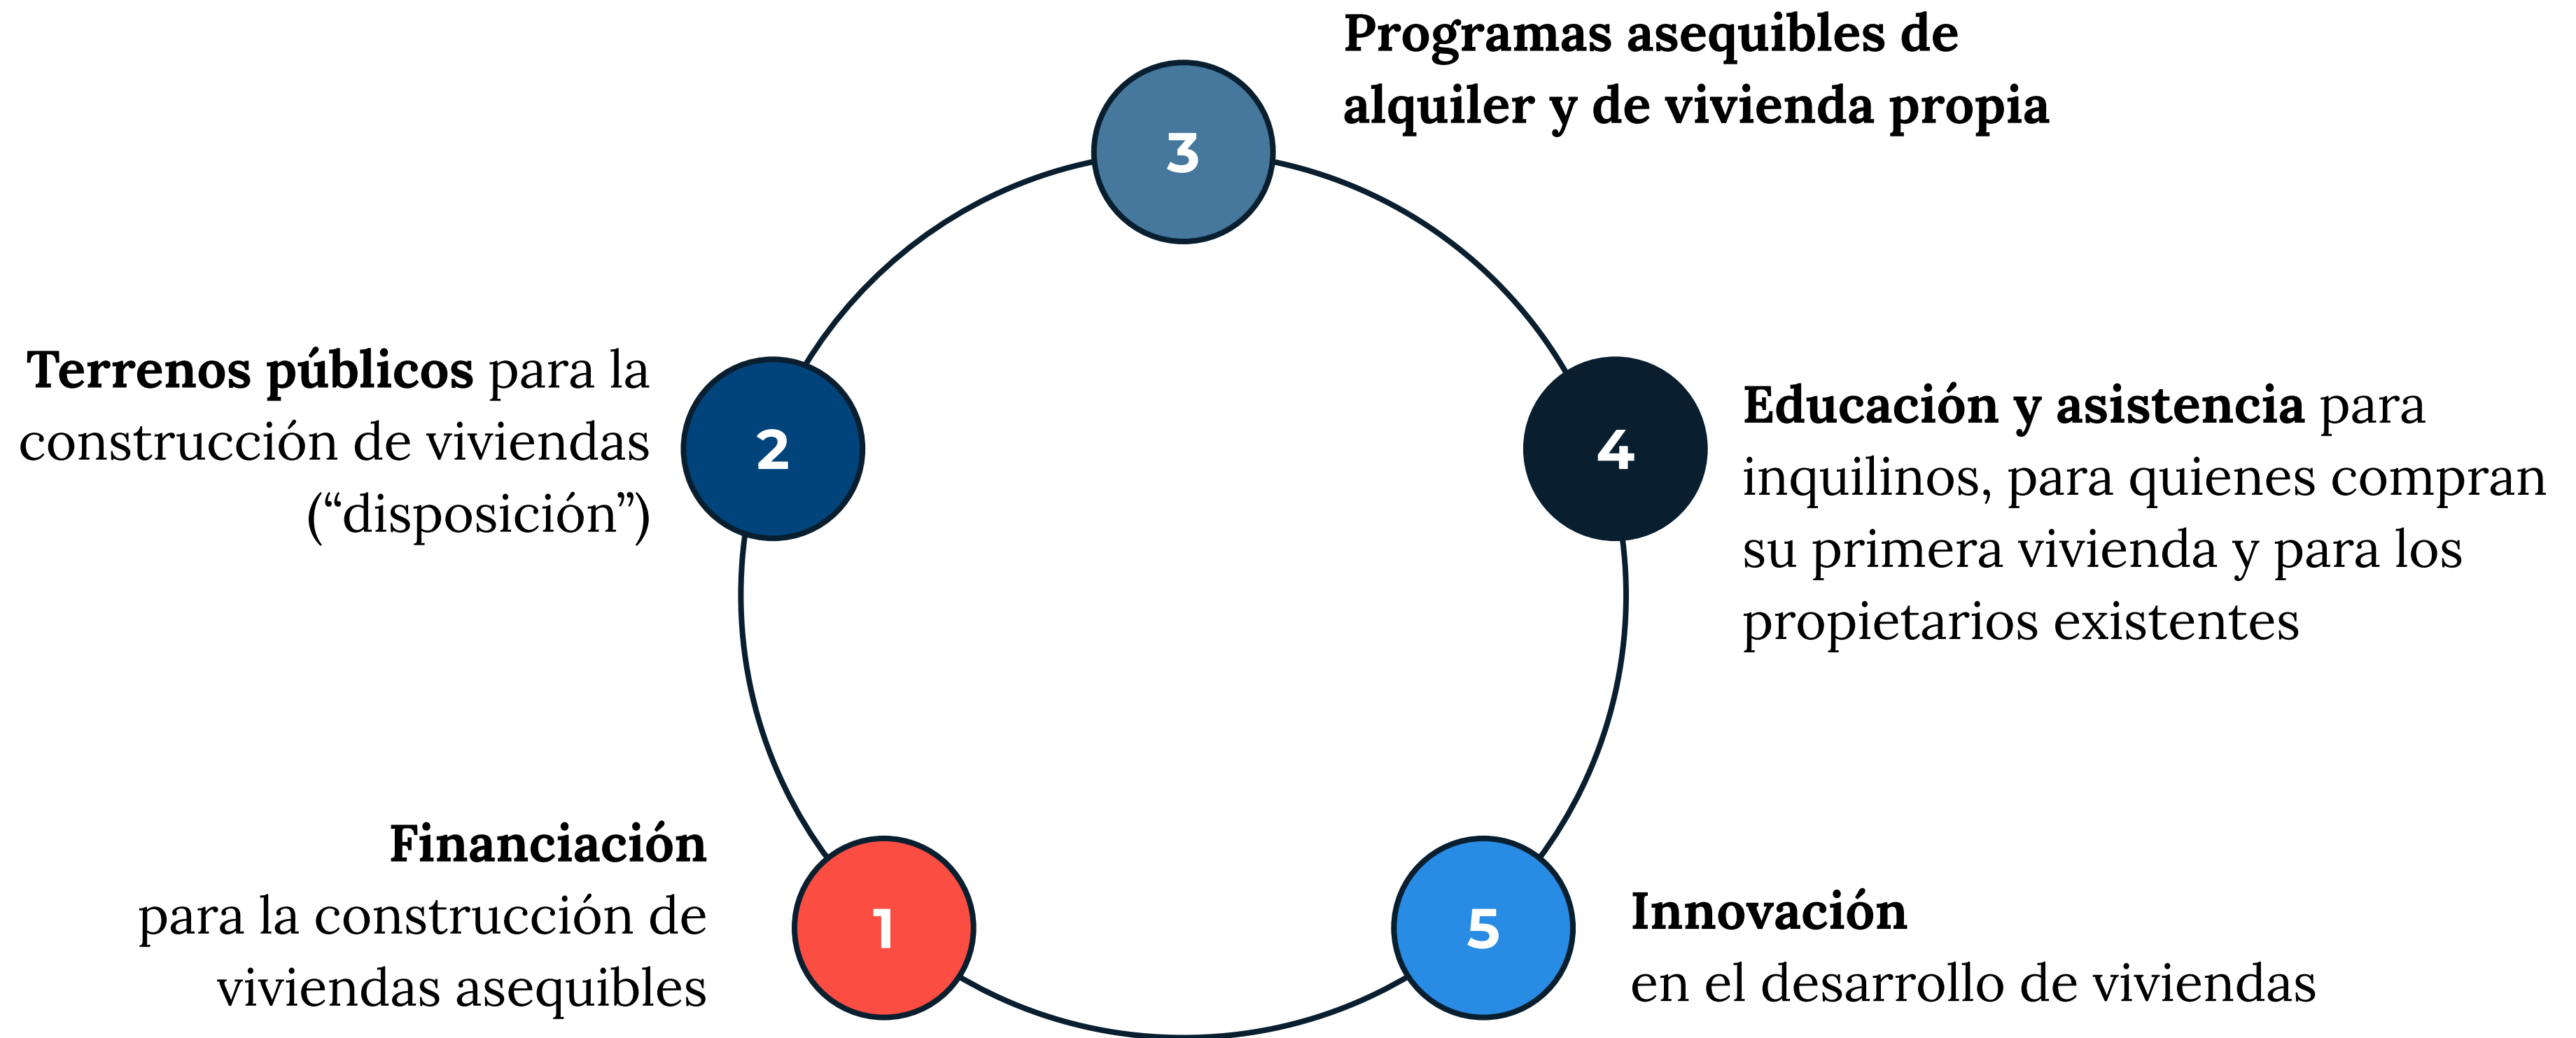 Programas asequibles de
alquiler y de vivienda propia
3
Terrenos públicos para la
construcción de viviendas
(“disposición”)
2
4
Educación y asistencia para
inquilinos, para quienes compran
su primera vivienda y para los
propietarios existentes
Financiación
para la construcción de
viviendas asequibles
1
5
Innovación
en el desarrollo de viviendas